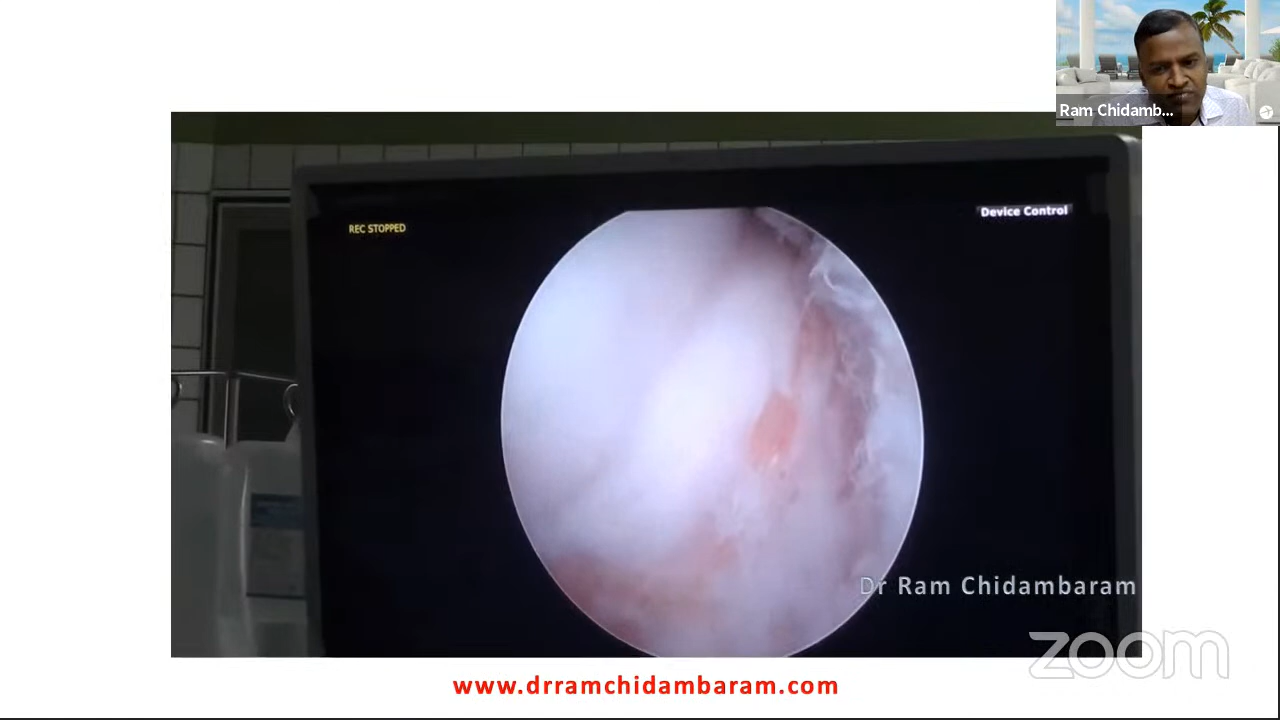 Ram Chidamb...
REC STOPPED
Device Control
Dr Ram Chidambaram
zoom
www.drramchidambaram.com